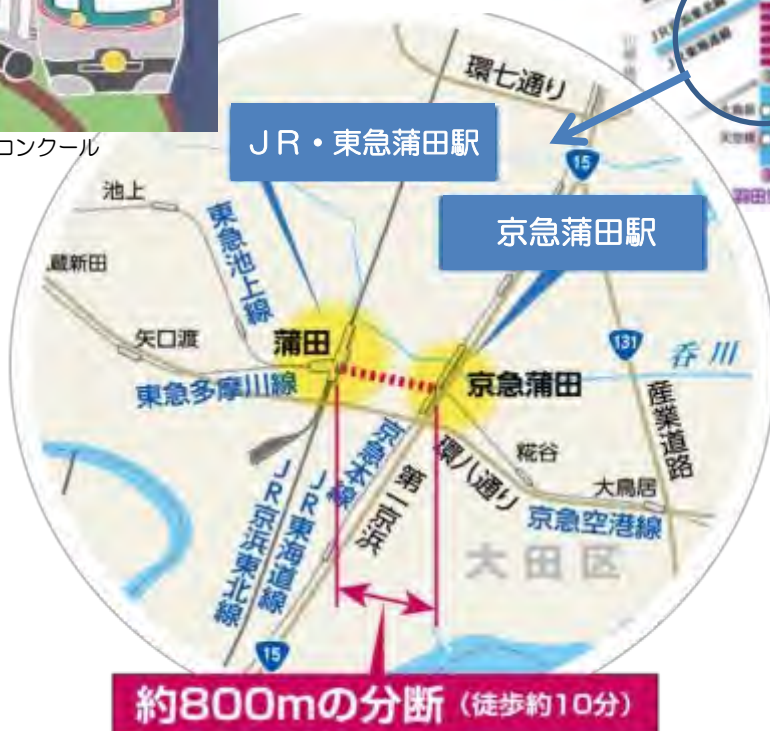 コンクール
JR・東急蒲田駅
環七通り
15
京急蒲田駅
池上
東急池上線
蔵新田
矢口渡
蒲田
131
呑川
東急多摩川線
京急蒲田
産業道路
京急本線
第一京浜
環八通り
糀谷
大鳥居
京急空港線
JR東海道線
JR京浜東北線
大田区
15
約800mの分断（徒歩約10分）